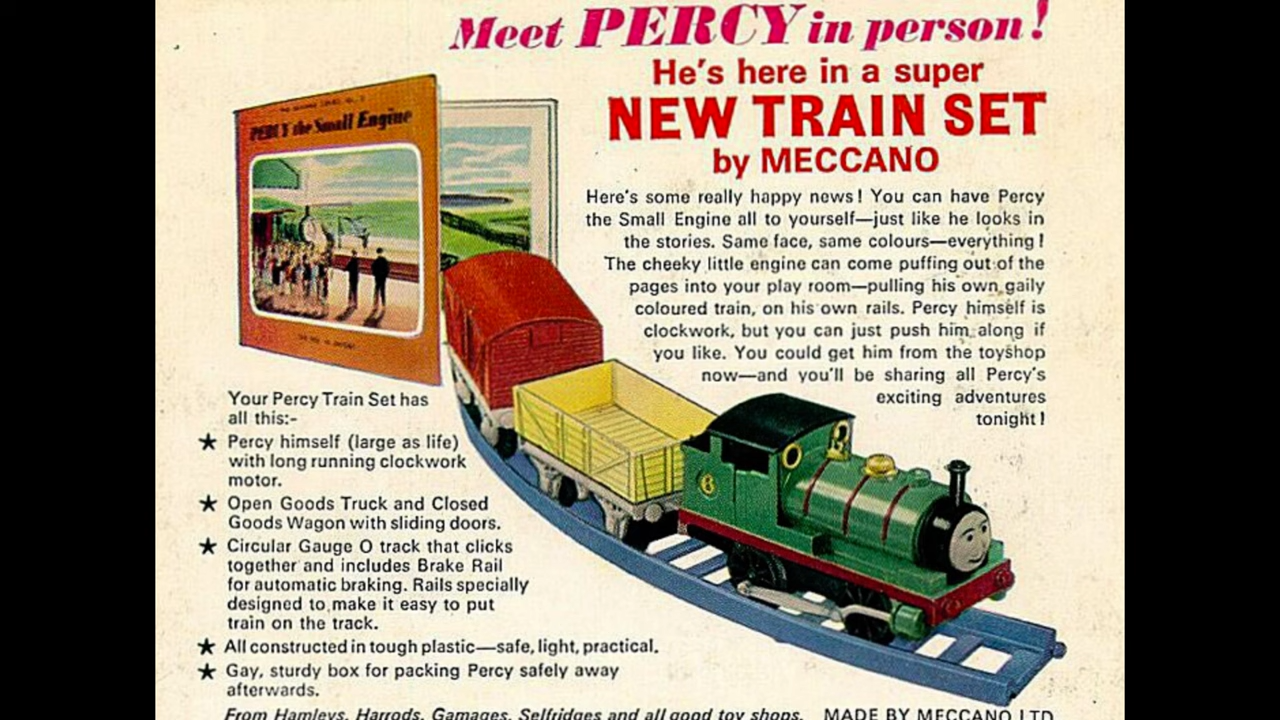 Meet PERCY in person!
He's here in a super
NEW TRAIN SET
by MECCANO
PERCY the Small Engine
Here's some really happy news! You can have Percy
the Small Engine all to yourself—just like he looks in
the stories. Same face, same colours—everything!
The cheeky little engine can come puffing out of the
pages into your play room—pulling his own gaily
coloured train, on his own rails. Percy himself is
clockwork, but you can just push him along if
you like. You could get him from the toyshop
now—and you'll be sharing all Percy's
exciting adventures
tonight!
Your Percy Train Set has
all this:-
★ Percy himself (large as life)
with long running clockwork
motor.
★ Open Goods Truck and Closed
Goods Wagon with sliding doors.
★ Circular Gauge O track that clicks
together and includes Brake Rail
for automatic braking. Rails specially
designed to make it easy to put
train on the track.
★ All constructed in tough plastic—safe, light, practical.
★ Gay, sturdy box for packing Percy safely away
afterwards.
6
From Hamleys, Harrods, Gamages, Selfridges and all good toy shops. MADE BY MECCANO LTD